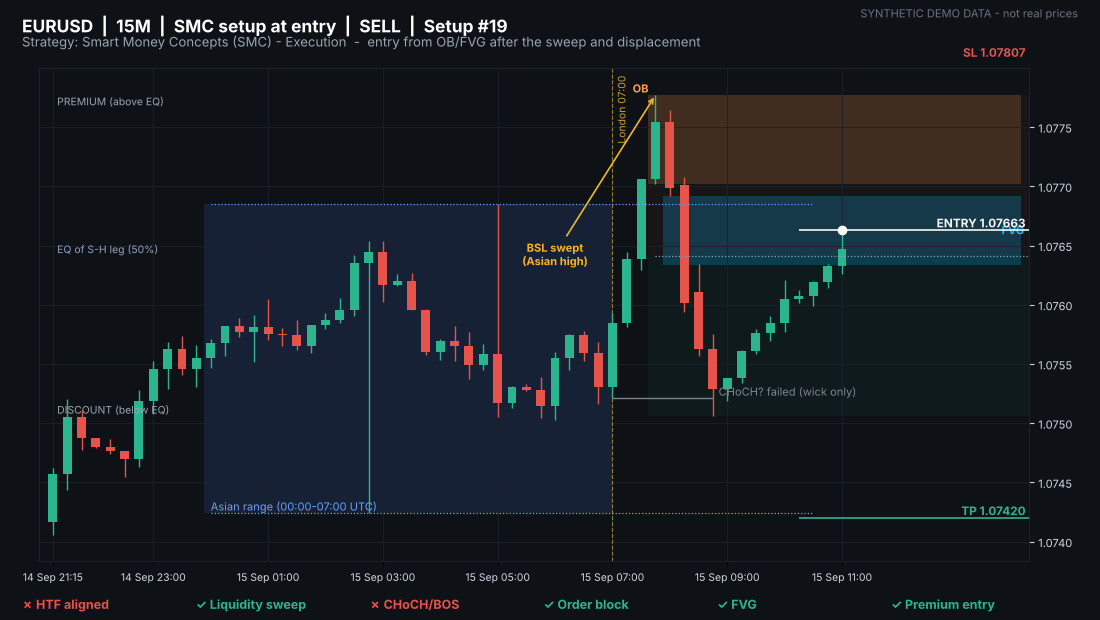 EURUSD | 15M | SMC setup at entry | SELL | Setup #19
SYNTHETIC DEMO DATA - not real prices
Strategy: Smart Money Concepts (SMC) - Execution - entry from OB/FVG after the sweep and displacement
SL 1.07807
PREMIUM (above EQ)
London 07:00
OB
1.0775
1.0770
ENTRY 1.07663
FVG
EQ of S-H leg (50%)
BSL swept
(Asian high)
1.0765
1.0760
1.0755
CHoCH? failed (wick only)
DISCOUNT (below EQ)
1.0750
1.0745
Asian range (00:00-07:00 UTC)
TP 1.07420
1.0740
14 Sep 21:15
14 Sep 23:00
15 Sep 01:00
15 Sep 03:00
15 Sep 05:00
15 Sep 07:00
15 Sep 09:00
15 Sep 11:00
× HTF aligned
✓ Liquidity sweep
× CHoCH/BOS
✓ Order block
✓ FVG
✓ Premium entry